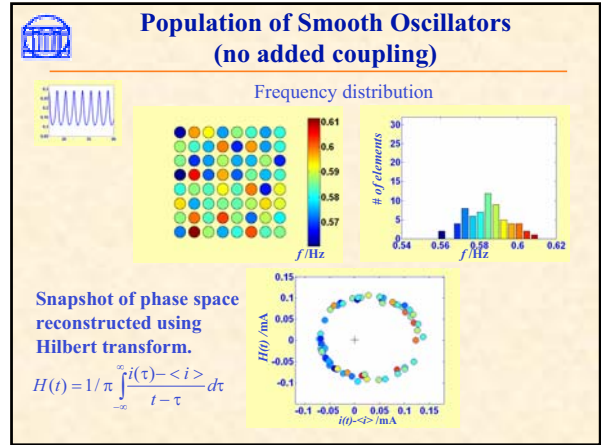 Population of Smooth Oscillators
(no added coupling)
Frequency distribution
0.61
0.6
0.59
0.58
0.57
f/Hz
# of elements
30
25
20
15
10
5
0
0.54 0.56 0.58 0.6 0.62
f/Hz
Snapshot of phase space
reconstructed using
Hilbert transform.
H(t) = 1/π ∫_{-∞}^{∞} i(τ) − <i> / t − τ dτ
H(t) /mA
0.15
0.1
0.05
0
-0.05
-0.1
-0.1 -0.05 0 0.05 0.1 0.15
i(t)-<i> /mA